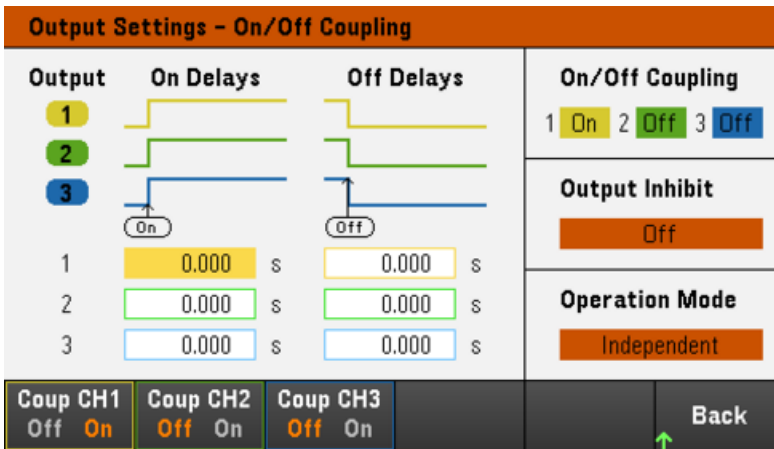 Output Settings - On/Off Coupling
Output On Delays Off Delays
1
2
3
On Off
1 0.000 s 0.000 s
2 0.000 s 0.000 s
3 0.000 s 0.000 s
On/Off Coupling
1 On 2 Off 3 Off
Output Inhibit
Off
Operation Mode
Independent
Coup CH1 Coup CH2 Coup CH3
Off On Off On Off On Back